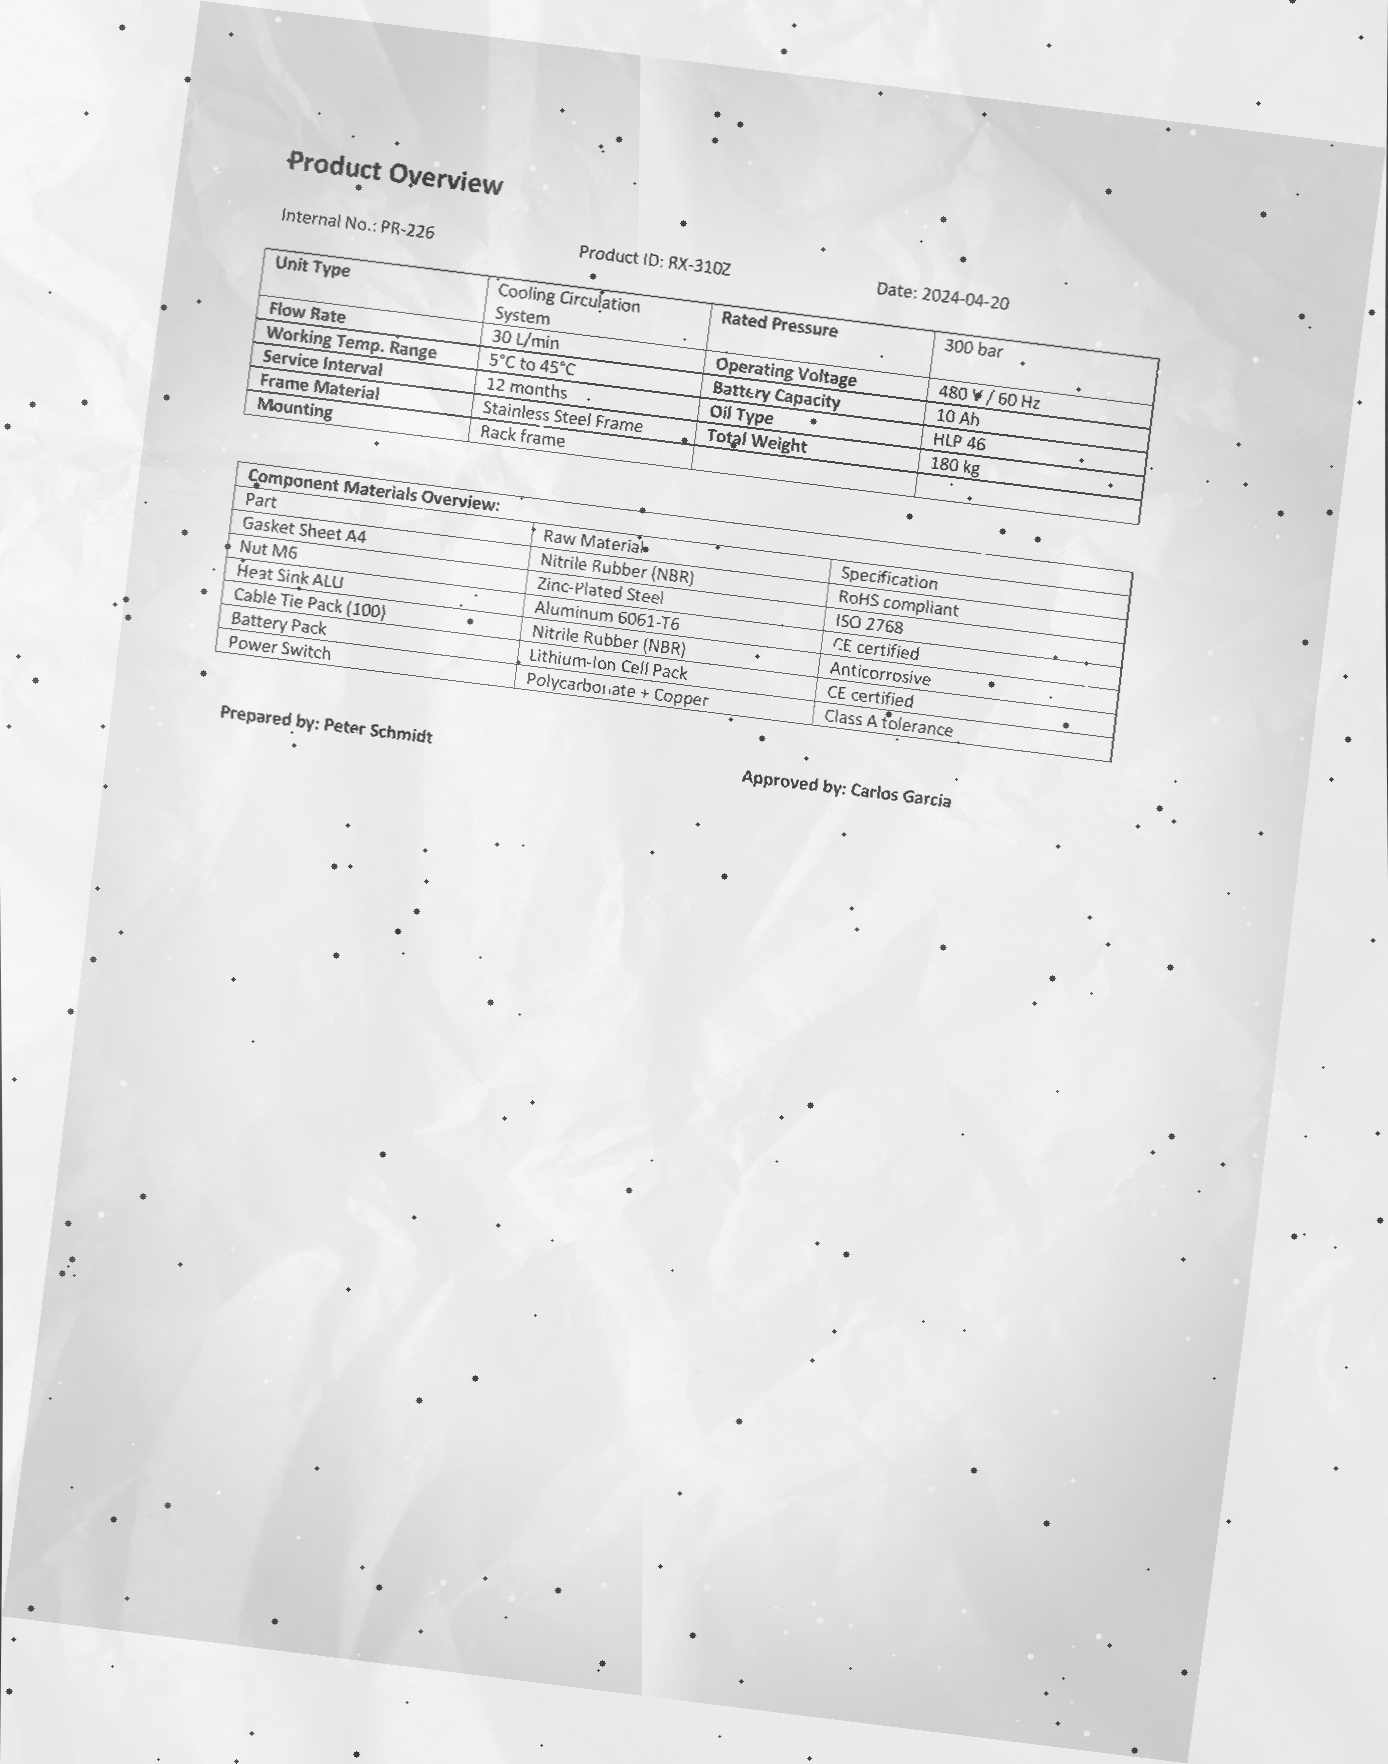 Product Overview
Internal No.: PR-226 Product ID: RX-310Z Date: 2024-04-20
Unit Type Cooling Circulation System Rated Pressure 300 bar
Flow Rate 30 L/min Operating Voltage 480 V / 60 Hz
Working Temp. Range 5°C to 45°C Battery Capacity 10 Ah
Service Interval 12 months Oil Type HLP 46
Frame Material Stainless Steel Frame Total Weight 180 kg
Mounting Rack frame
Component Materials Overview:
Part Raw Material Specification
Gasket Sheet A4 Nitrile Rubber (NBR) RoHS compliant
Nut M6 Zinc-Plated Steel ISO 2768
Heat Sink ALU Aluminum 6061-T6 CE certified
Cable Tie Pack (100) Nitrile Rubber (NBR) Anticorrosive
Battery Pack Lithium-Ion Cell Pack CE certified
Power Switch Polycarbonate + Copper Class A tolerance
Prepared by: Peter Schmidt Approved by: Carlos Garcia